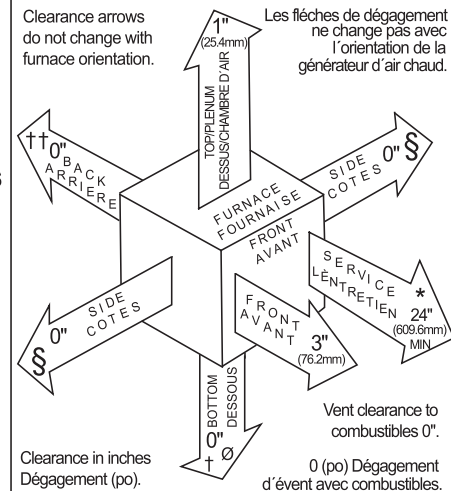 Clearance arrows
do not change with
furnace orientation.
Les fléches de dégagement
ne change pas avec
l´orientation de la
générateur d´air chaud.
1"
(25.4mm)
TOP/PLENUM
DESSUS/CHAMBRE D´AIR
††0"
BACK
ARRIERE
SIDE
COTES
0" §
FURNACE
FOURNAISE
FRONT
AVANT
SERVICE
L´ENTRETIEN
*
24"
(609.6mm)
MIN
§ 0"
SIDE
COTES
FRONT
AVANT
3"
(76.2mm)
BOTTOM
DESSOUS
0"
† Ø
Vent clearance to
combustibles 0".
Clearance in inches
Dégagement (po).
0 (po) Dégagement
d´évent avec combustibles.
S